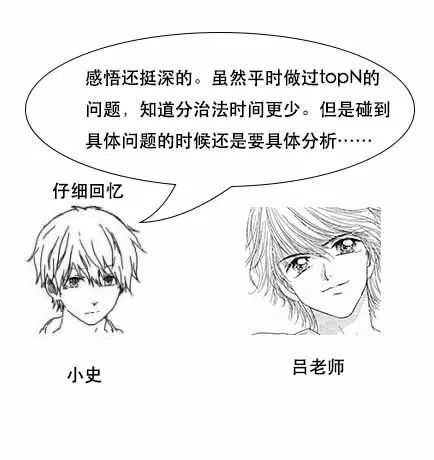 感悟还挺深的。虽然平时做过topN的
问题，知道分治法时间更少。但是碰到
具体问题的时候还是要具体分析……
仔细回忆
小史
吕老师